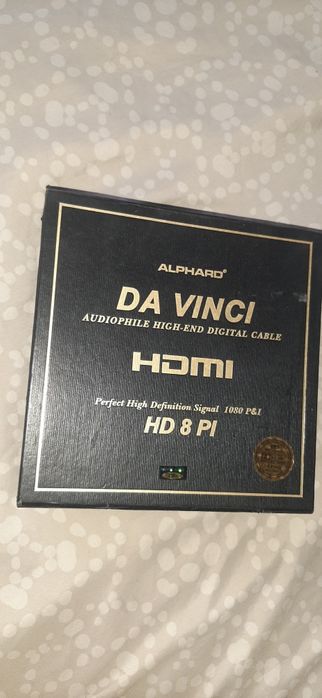 ALPHARD®
DA VINCI
AUDIOPHILE HIGH-END DIGITAL CABLE
HDMI
Perfect High Definition Signal 1080 P&I
HD 8 PI